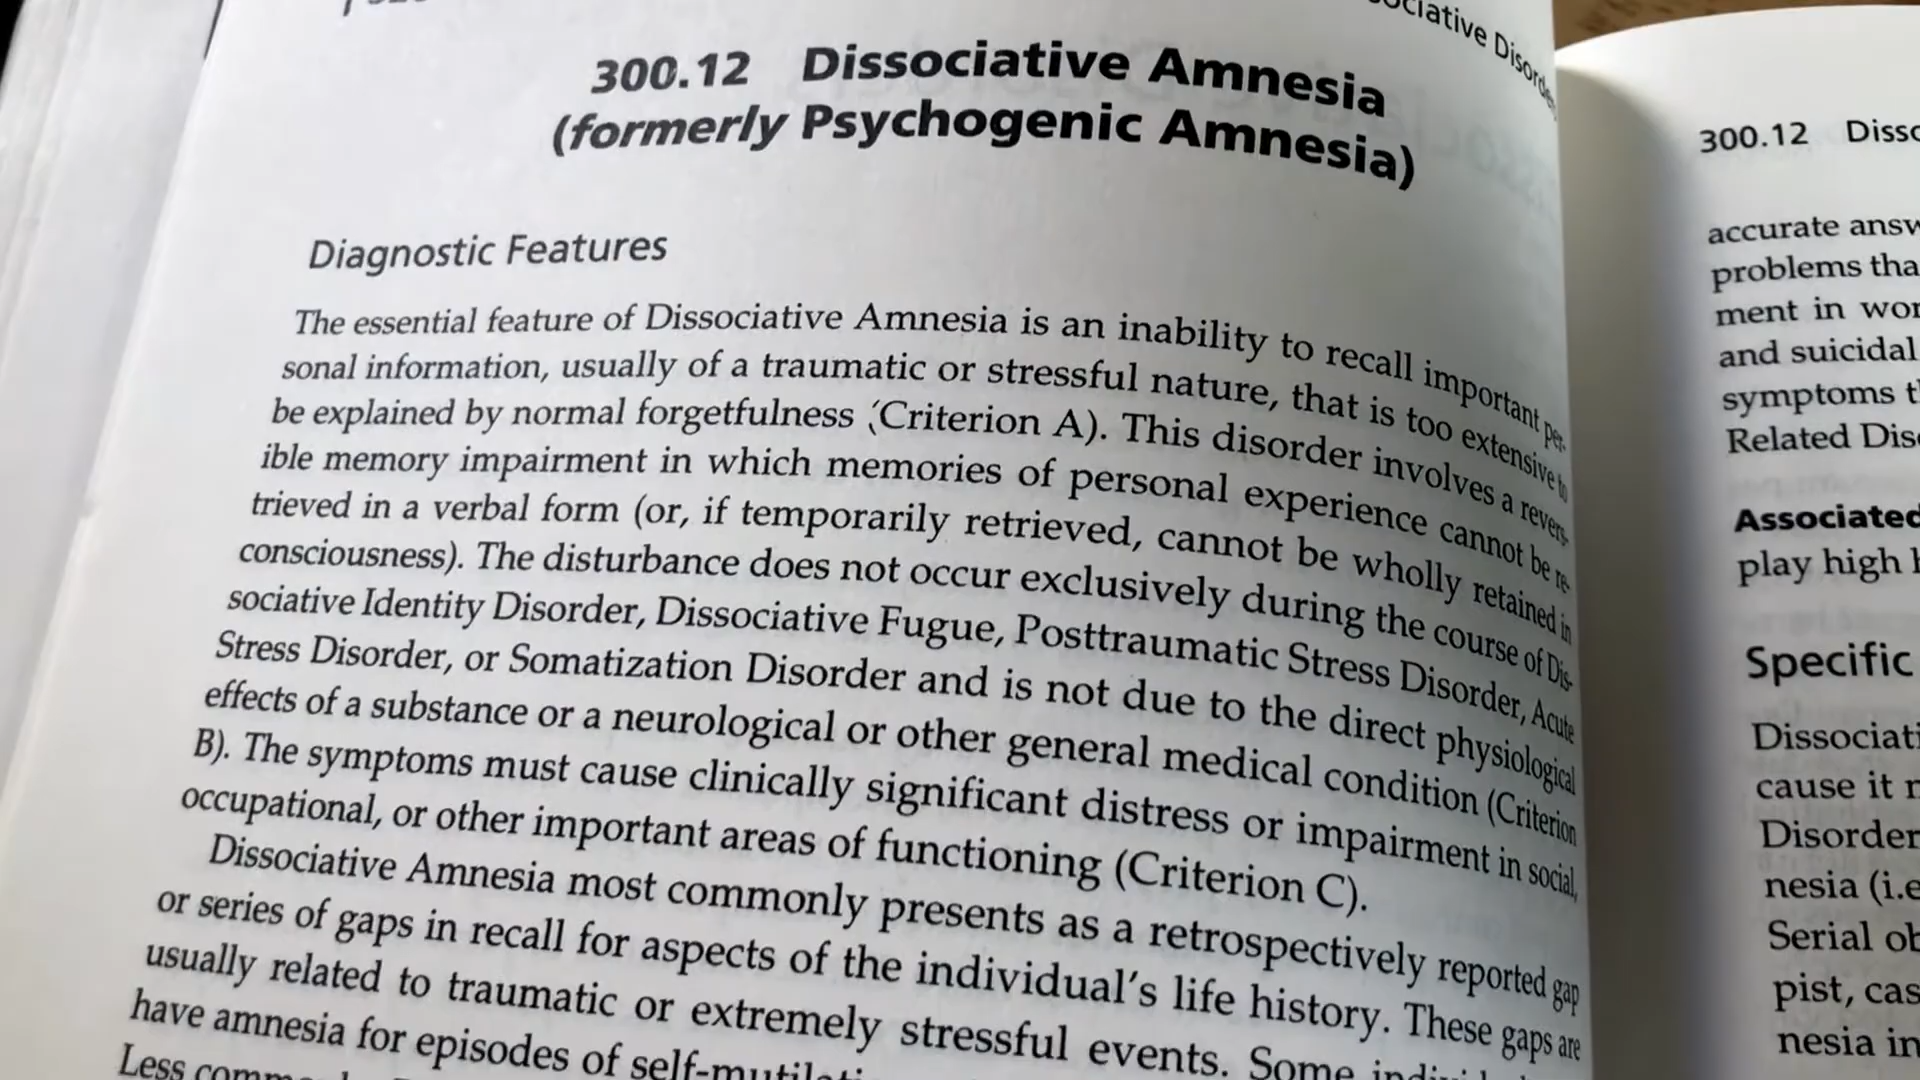 ociative Disorders
300.12 Dissociative Amnesia
(formerly Psychogenic Amnesia)
Diagnostic Features
The essential feature of Dissociative Amnesia is an inability to recall important per-
sonal information, usually of a traumatic or stressful nature, that is too extensive to
be explained by normal forgetfulness (Criterion A). This disorder involves a revers-
ible memory impairment in which memories of personal experience cannot be re-
trieved in a verbal form (or, if temporarily retrieved, cannot be wholly retained in
consciousness). The disturbance does not occur exclusively during the course of Dis-
sociative Identity Disorder, Dissociative Fugue, Posttraumatic Stress Disorder, Acute
Stress Disorder, or Somatization Disorder and is not due to the direct physiological
effects of a substance or a neurological or other general medical condition (Criterion
B). The symptoms must cause clinically significant distress or impairment in social,
occupational, or other important areas of functioning (Criterion C).
Dissociative Amnesia most commonly presents as a retrospectively reported gap
or series of gaps in recall for aspects of the individual's life history. These gaps are
usually related to traumatic or extremely stressful events. Some
have amnesia for episodes of
Less
300.12 Disso
accurate answ
problems tha
ment in wor
and suicidal
symptoms t
Related Dis
Associated
play high
Specific
Dissociati
cause it
Disorder
nesia (i.e
Serial ob
pist, cas
nesia in